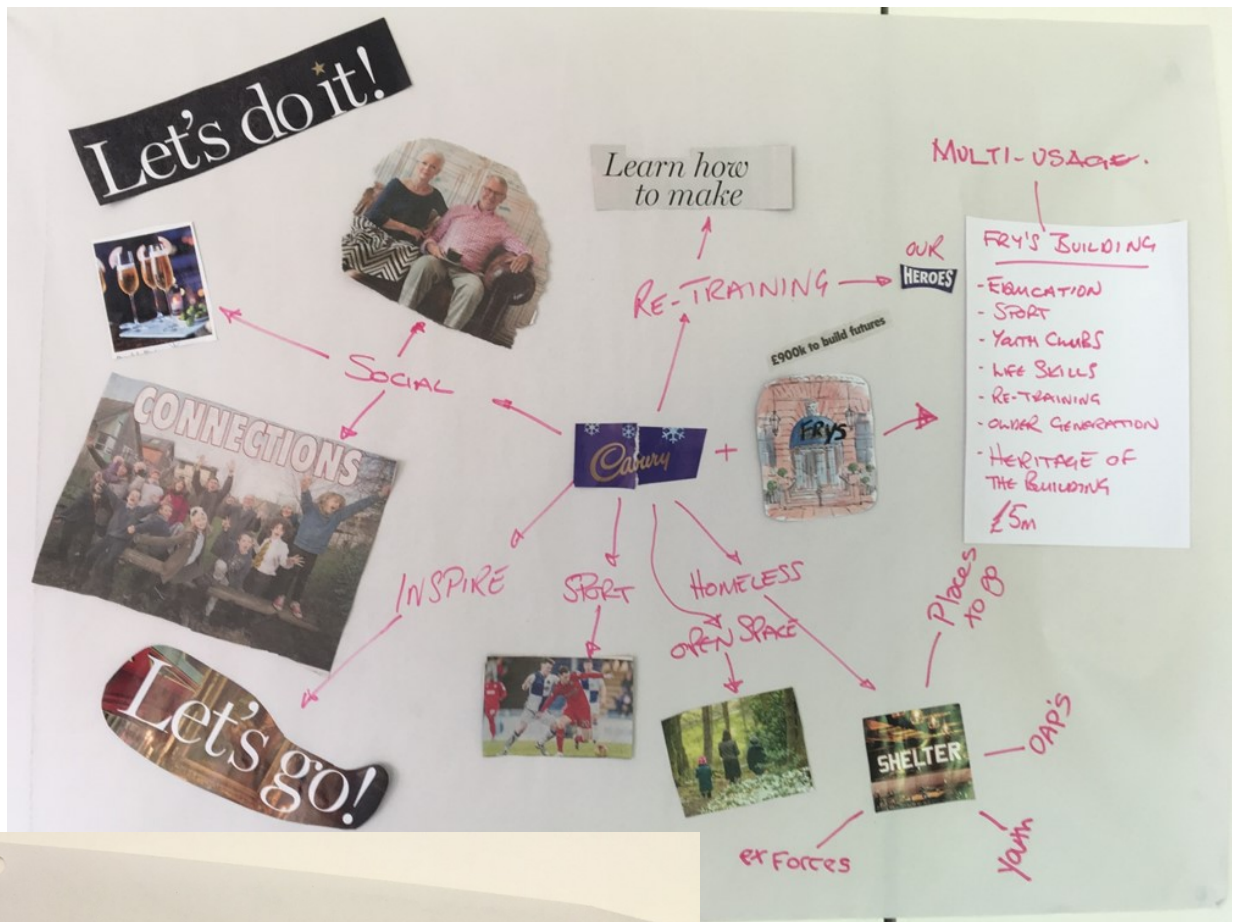 Let's do it!
Learn how
to make
MULTI-USAGE.
OUR
HEROES
RE-TRAINING
FRY'S BUILDING
- EDUCATION
- SPORT
- YOUTH CLUBS
- LIFE SKILLS
- RE-TRAINING
- OLDER GENERATION
- HERITAGE OF
THE BUILDING
£5m
£900k to build futures
FRYS
SOCIAL
CONNECTIONS
Cadbury
+
INSPIRE
SPORT
HOMELESS
OPEN SPACE
Let's go!
Places
to go
SHELTER
OAP'S
Youth
ex Forces